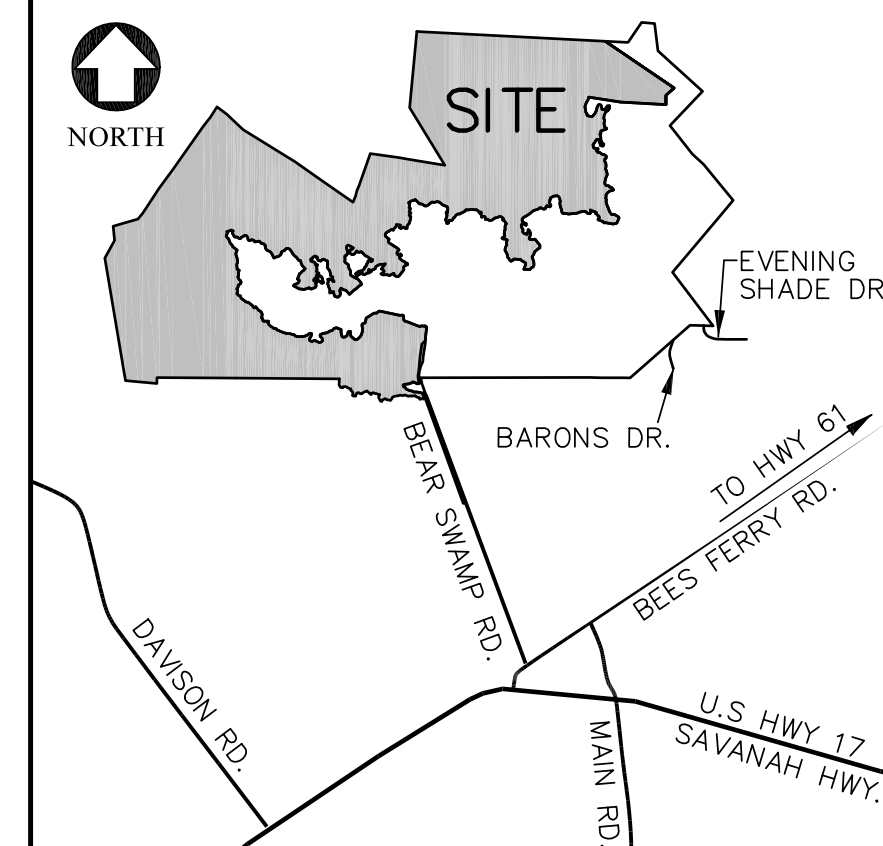 SITE
NORTH
EVENING
SHADE DR
BARONS DR.
TO HWY 61
BEES FERRY RD.
BEAR SWAMP RD.
DAVISON RD.
U.S HWY 17
SAVANAH HWY.
MAIN RD.